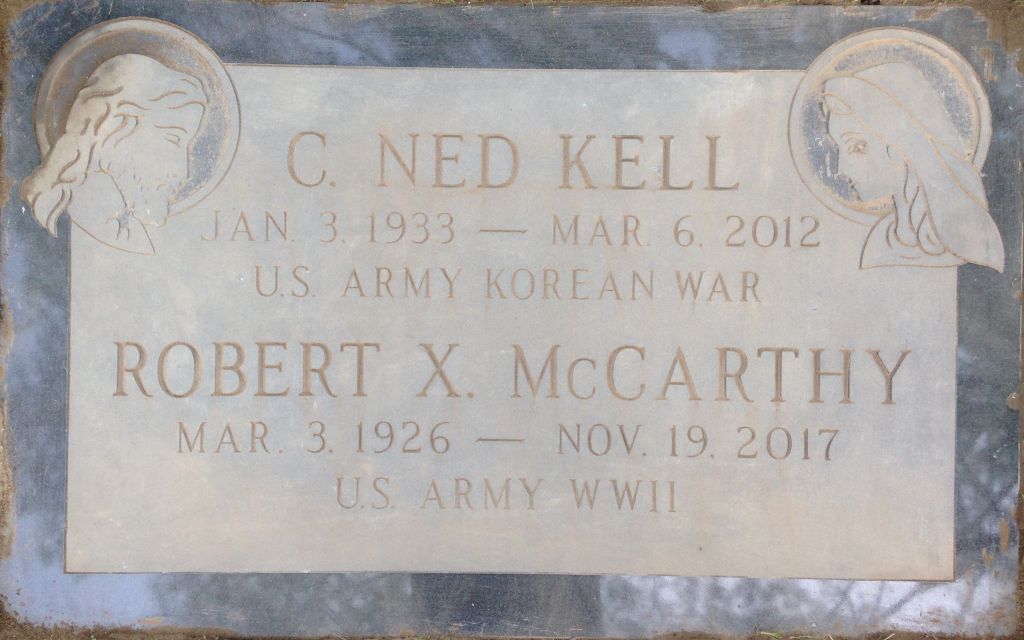 C. NED KELL
JAN. 3, 1933 — MAR. 6, 2012
U.S. ARMY KOREAN WAR
ROBERT X. McCARTHY
MAR. 3, 1926 — NOV. 19, 2017
U.S. ARMY WWII